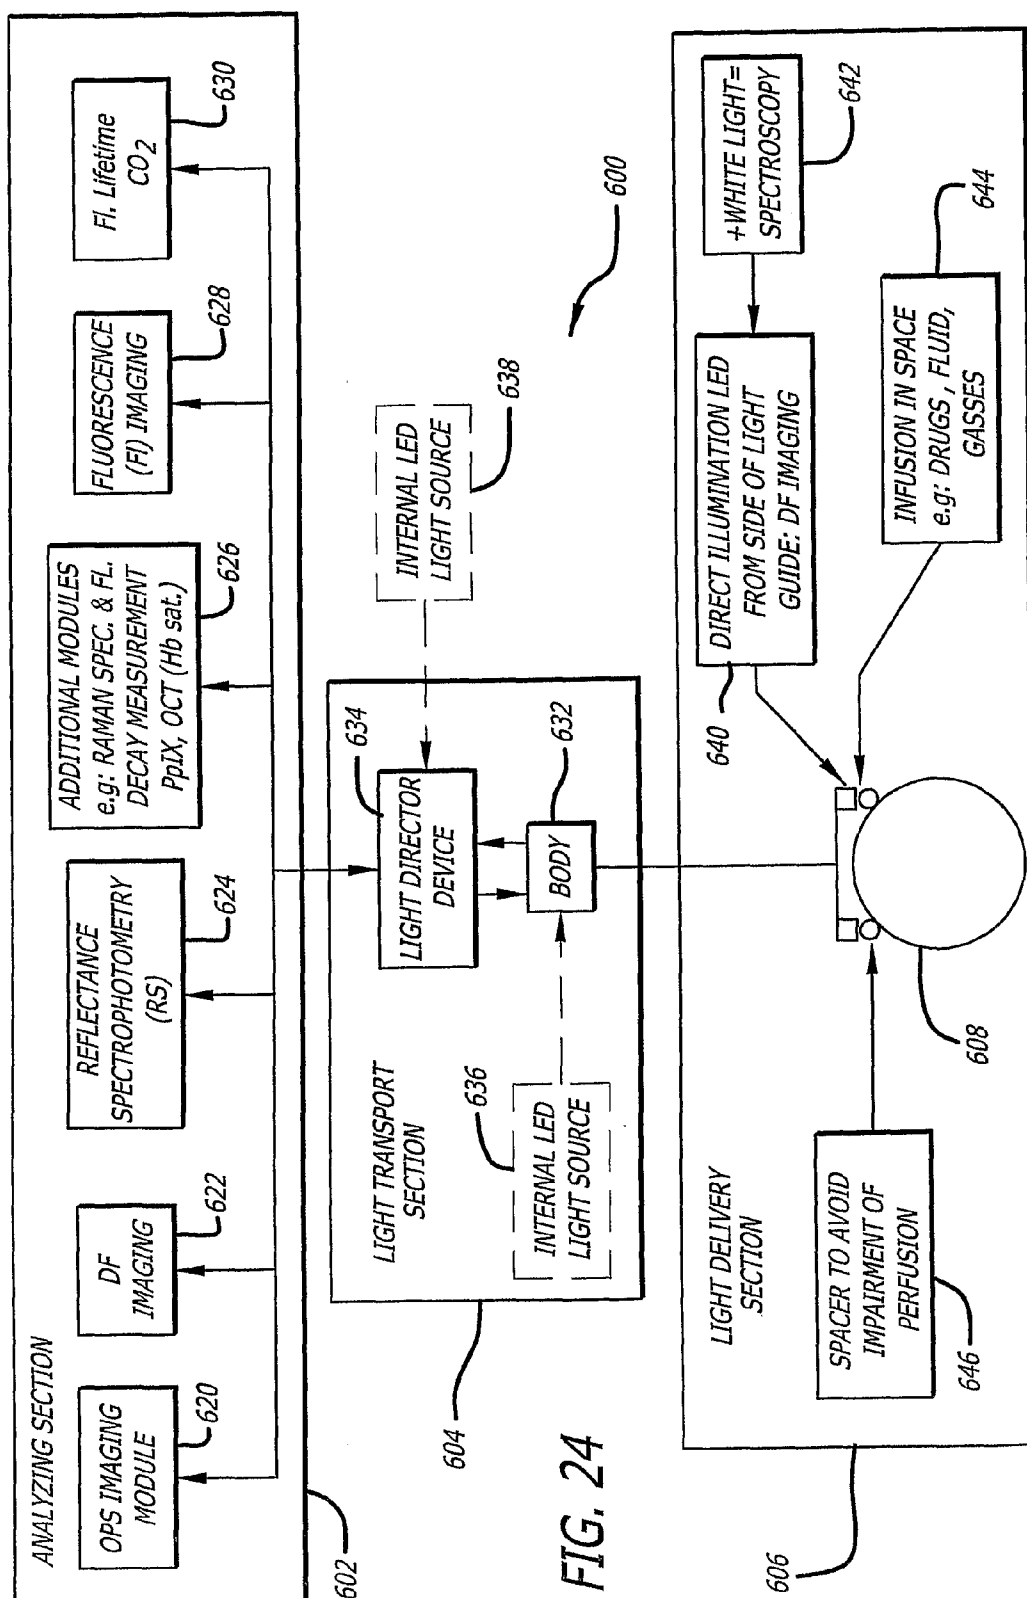 ANALYZING SECTION
OPS IMAGING
MODULE
620
DF
IMAGING
622
REFLECTANCE
SPECTROPHOTOMETRY
(RS)
624
ADDITIONAL MODULES
e.g: RAMAN SPEC. & FL.
DECAY MEASUREMENT
PpIX, OCT (Hb sat.)
626
FLUORESCENCE
(Fl) IMAGING
628
Fl. Lifetime
CO2
630
602
LIGHT TRANSPORT
SECTION
LIGHT DIRECTOR
DEVICE
634
BODY
632
INTERNAL LED
LIGHT SOURCE
636
INTERNAL LED
LIGHT SOURCE
638
604
600
FIG. 24
LIGHT DELIVERY
SECTION
SPACER TO AVOID
IMPAIRMENT OF
PERFUSION
646
608
DIRECT ILLUMINATION LED
FROM SIDE OF LIGHT
GUIDE: DF IMAGING
640
+WHITE LIGHT=
SPECTROSCOPY
642
INFUSION IN SPACE
e.g: DRUGS , FLUID,
GASSES
644
606